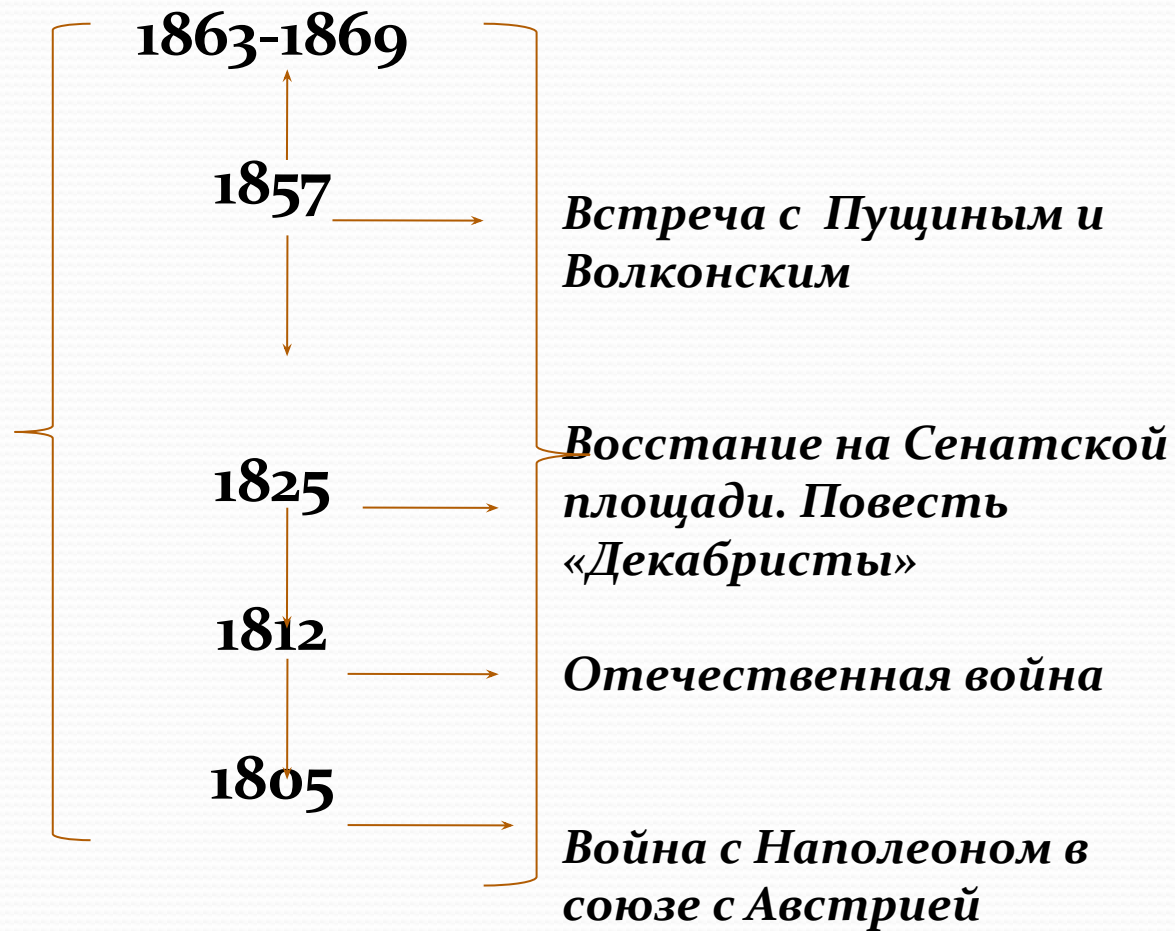 1863-1869
1857
Встреча с Пущиным и
Волконским
1825
Восстание на Сенатской
площади. Повесть
«Декабристы»
1812
Отечественная война
1805
Война с Наполеоном в
союзе с Австрией